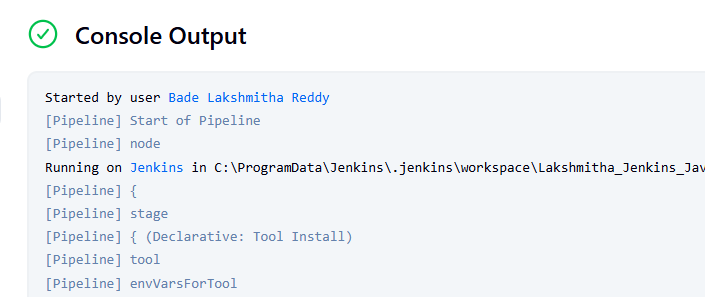 Console Output
Started by user Bade Lakshmitha Reddy
[Pipeline] Start of Pipeline
[Pipeline] node
Running on Jenkins in C:\ProgramData\Jenkins\.jenkins\workspace\Lakshmitha_Jenkins_Jav
[Pipeline] {
[Pipeline] stage
[Pipeline] { (Declarative: Tool Install)
[Pipeline] tool
[Pipeline] envVarsForTool